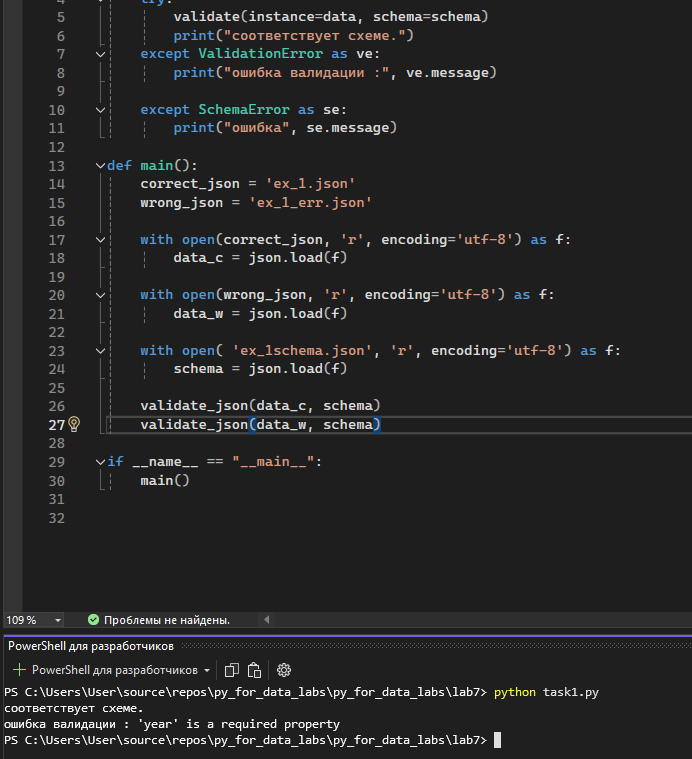 4 try:
5 validate(instance=data, schema=schema)
6 print("соответствует схеме.")
7 except ValidationError as ve:
8 print("ошибка валидации :", ve.message)
9
10 except SchemaError as se:
11 print("ошибка", se.message)
12
13 def main():
14 correct_json = 'ex_1.json'
15 wrong_json = 'ex_1_err.json'
16
17 with open(correct_json, 'r', encoding='utf-8') as f:
18 data_c = json.load(f)
19
20 with open(wrong_json, 'r', encoding='utf-8') as f:
21 data_w = json.load(f)
22
23 with open( 'ex_1schema.json', 'r', encoding='utf-8') as f:
24 schema = json.load(f)
25
26 validate_json(data_c, schema)
27 validate_json(data_w, schema)
28
29 if __name__ == "__main__":
30 main()
31
32
109 % Проблемы не найдены.
PowerShell для разработчиков
PowerShell для разработчиков
PS C:\Users\User\source\repos\py_for_data_labs\py_for_data_labs\lab7> python task1.py
соответствует схеме.
ошибка валидации : 'year' is a required property
PS C:\Users\User\source\repos\py_for_data_labs\py_for_data_labs\lab7>